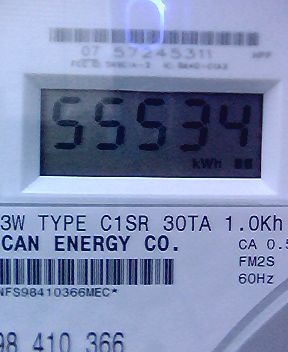 07 57245311
55534
kWh
3W TYPE C1SR 30TA 1.0Kh
CAN ENERGY CO.
CA 0.5
FM2S
60Hz
NFS98410366MEC*
98 410 366